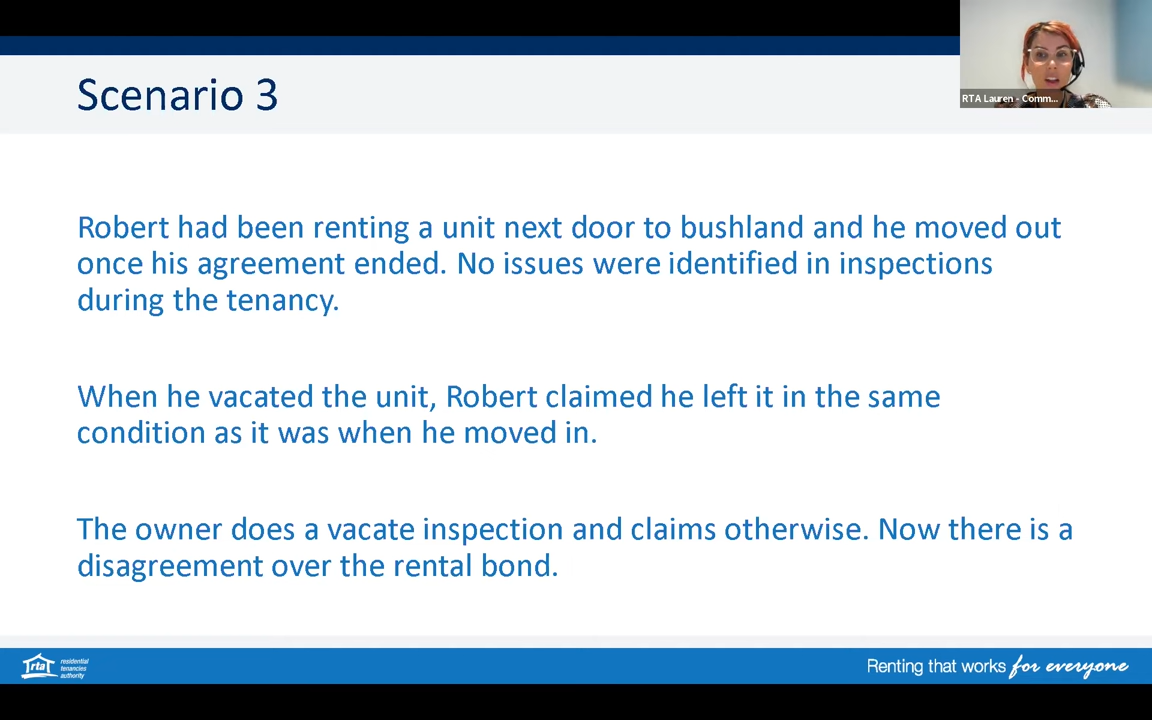 Scenario 3
RTA Lauren - Comm...
Robert had been renting a unit next door to bushland and he moved out
once his agreement ended. No issues were identified in inspections
during the tenancy.
When he vacated the unit, Robert claimed he left it in the same
condition as it was when he moved in.
The owner does a vacate inspection and claims otherwise. Now there is a
disagreement over the rental bond.
rta
residential
tenancies
authority
Renting that works for everyone